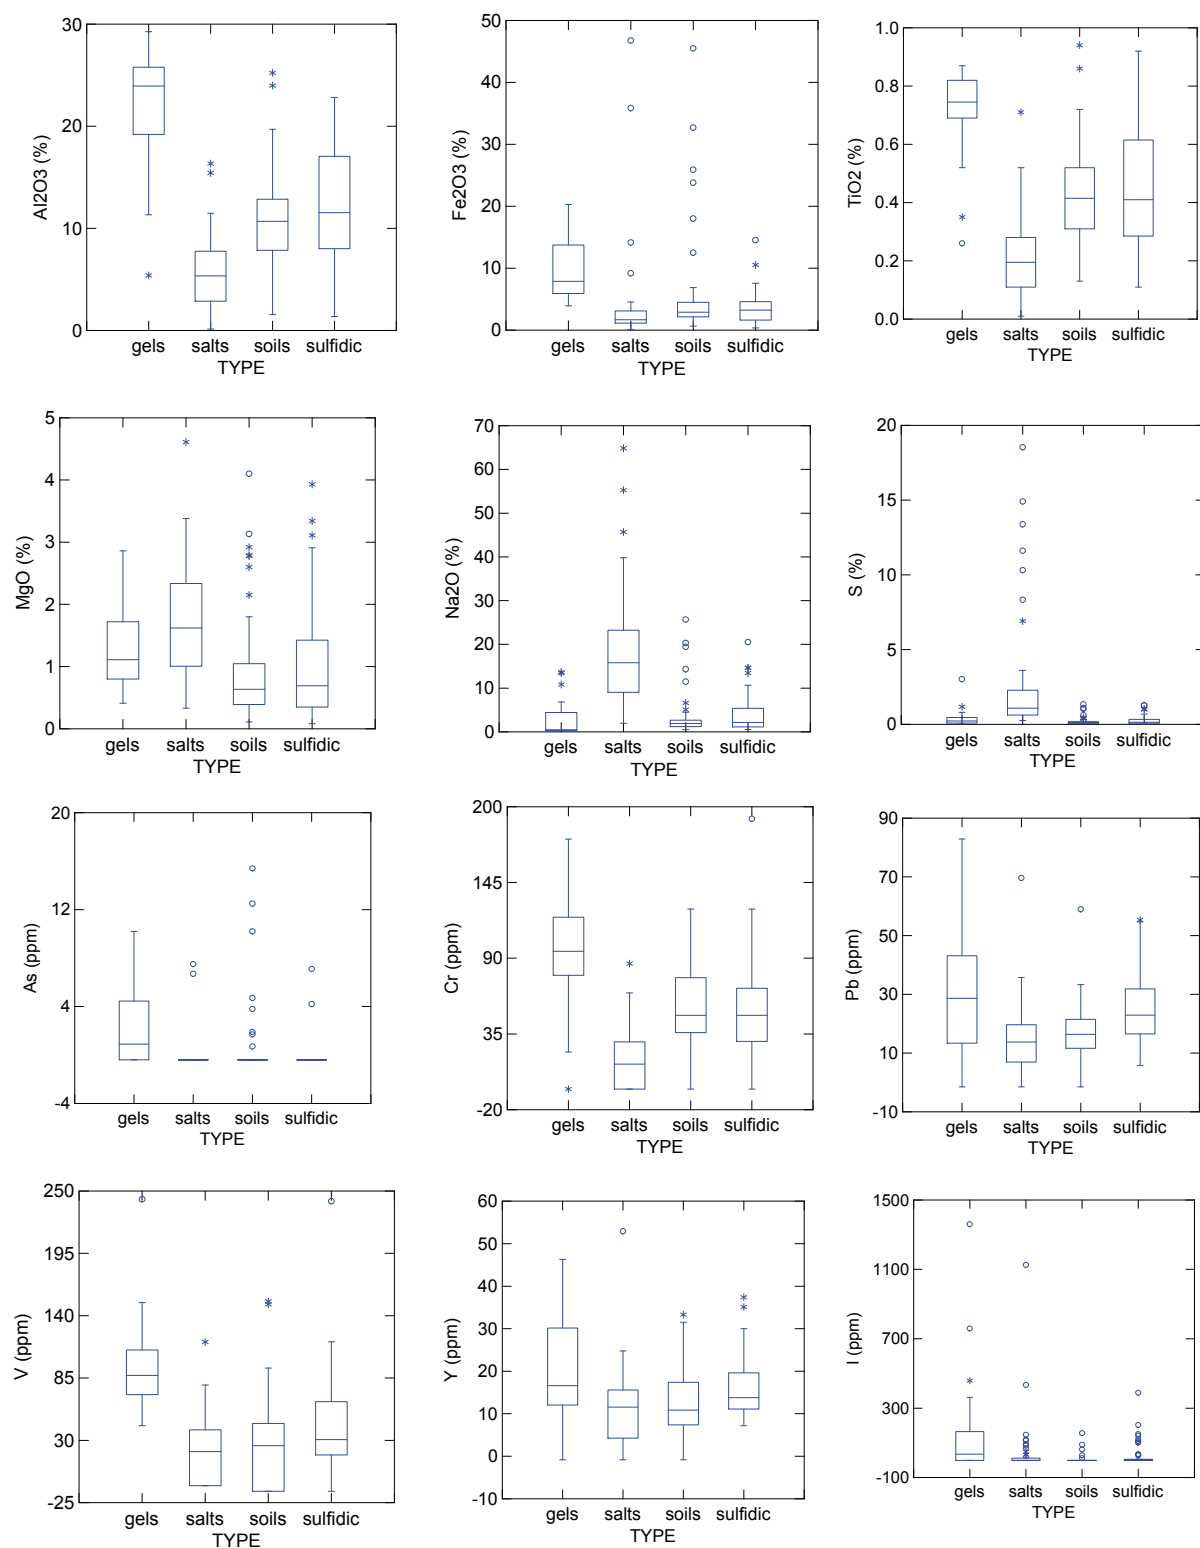 Al2O3 (%)
30
20
10
0
gels salts soils sulfidic
TYPE
Fe2O3 (%)
50
40
30
20
10
0
gels salts soils sulfidic
TYPE
TiO2 (%)
1.0
0.8
0.6
0.4
0.2
0.0
gels salts soils sulfidic
TYPE
MgO (%)
5
4
3
2
1
0
gels salts soils sulfidic
TYPE
Na2O (%)
70
60
50
40
30
20
10
0
gels salts soils sulfidic
TYPE
S (%)
20
15
10
5
0
gels salts soils sulfidic
TYPE
As (ppm)
20
12
4
-4
gels salts soils sulfidic
TYPE
Cr (ppm)
200
145
90
35
-20
gels salts soils sulfidic
TYPE
Pb (ppm)
90
70
50
30
10
-10
gels salts soils sulfidic
TYPE
V (ppm)
250
195
140
85
30
-25
gels salts soils sulfidic
TYPE
Y (ppm)
60
50
40
30
20
10
0
-10
gels salts soils sulfidic
TYPE
I (ppm)
1500
1100
700
300
-100
gels salts soils sulfidic
TYPE